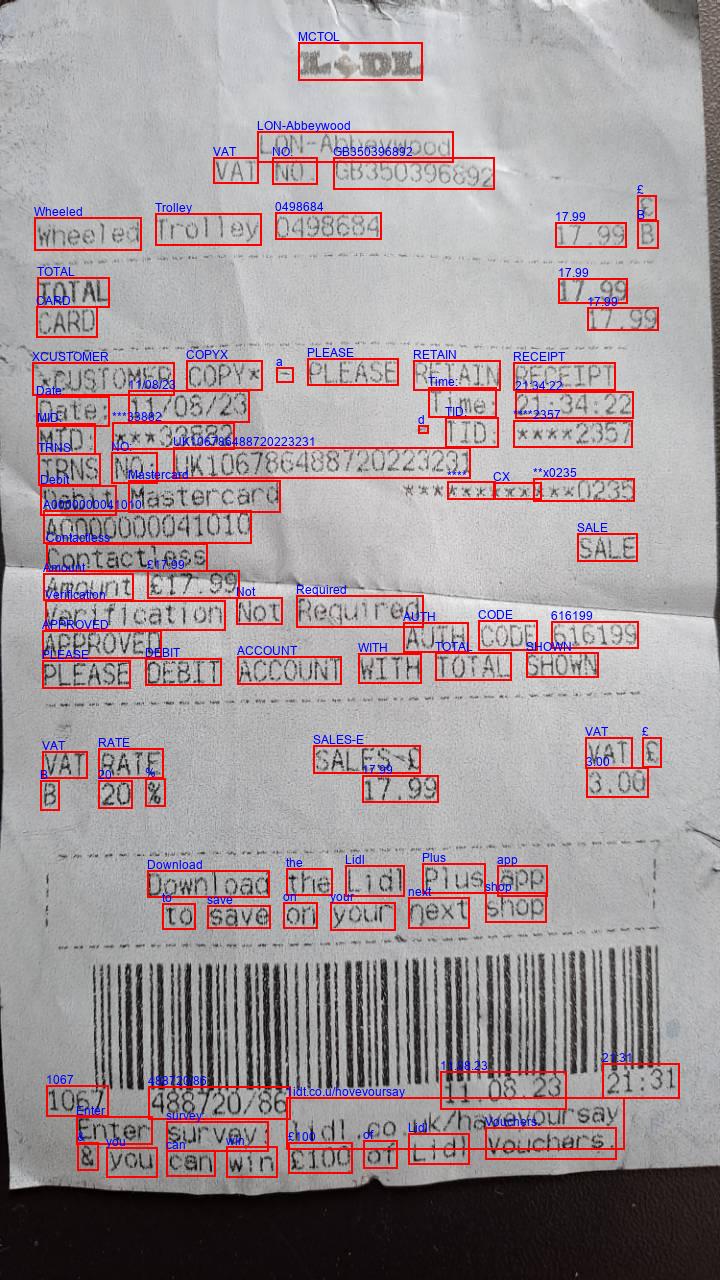 LIDL
LON-Abbeywood
VAT NO. GB350396892
£
Wheeled Trolley 0498684 17.99 B
TOTAL 17.99
CARD 17.99
*CUSTOMER COPY* - PLEASE RETAIN RECEIPT
Date: 11/08/23 Time: 21:34:22
MID: ***33882 TID: ****2357
TRNS NO: UK106786488720223231
Debit Mastercard ************0235
A0000000041010
Contactless SALE
Amount £17.99
Verification Not Required
APPROVED AUTH CODE 616199
PLEASE DEBIT ACCOUNT WITH TOTAL SHOWN
VAT RATE SALES £ VAT £
B 20 % 17.99 3.00
Download the Lidl Plus app
to save on your next shop
1067 488720/86 11.08.23 21:31
Enter survey: lidl.co.uk/haveyoursay
& you can win £100 of Lidl vouchers.